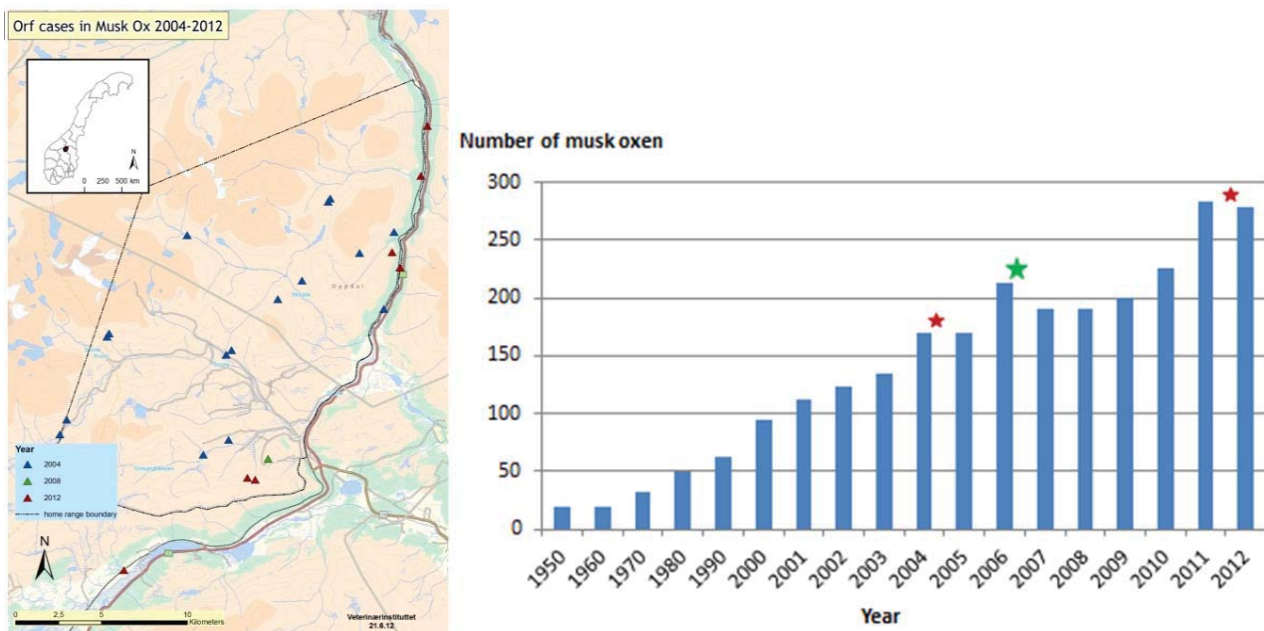 Orf cases in Musk Ox 2004-2012
N
0 250 500 km
Oppdal
Year
2004
2008
2012
home range boundary
N
0 2,5 5 10
Kilometers
Veterinærinstituttet
21.6.12
Number of musk oxen
300
250
200
150
100
50
0
1950 1960 1970 1980 1990 2000 2001 2002 2003 2004 2005 2006 2007 2008 2009 2010 2011 2012
Year